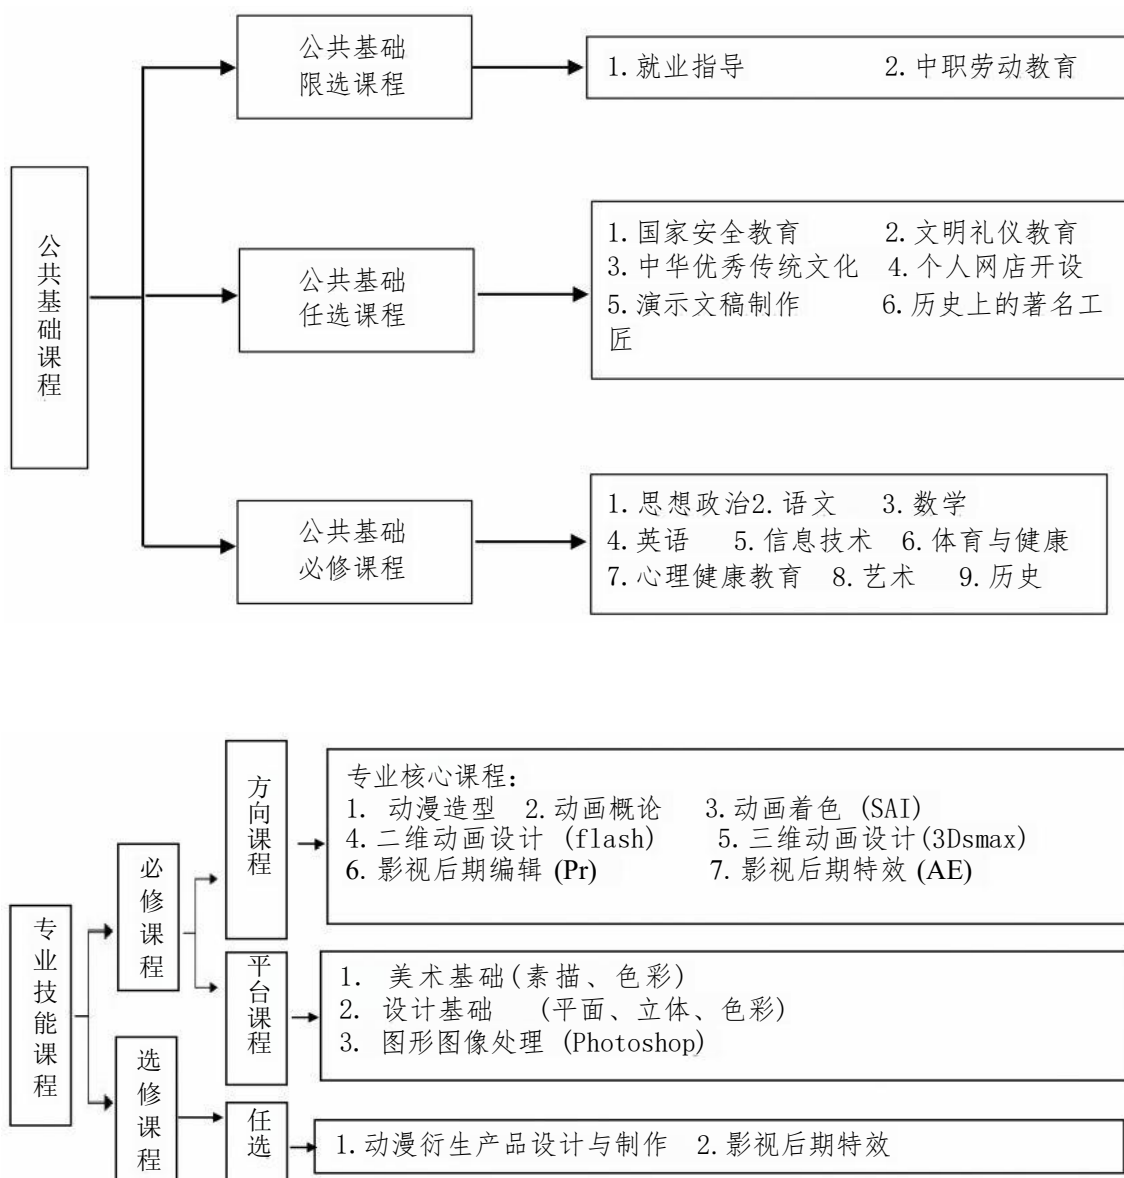 公共基础
限选课程
1.就业指导 2.中职劳动教育
公共基础课程
公共基础
任选课程
1.国家安全教育 2.文明礼仪教育
3.中华优秀传统文化 4.个人网店开设
5.演示文稿制作 6.历史上的著名工
匠
公共基础
必修课程
1.思想政治2.语文 3.数学
4.英语 5.信息技术 6.体育与健康
7.心理健康教育 8.艺术 9.历史
专业技能课程
必修课程
方向课程
专业核心课程:
1. 动漫造型 2.动画概论 3.动画着色 (SAI)
4.二维动画设计 (flash) 5.三维动画设计(3Dsmax)
6.影视后期编辑 (Pr) 7.影视后期特效 (AE)
平台课程
1. 美术基础(素描、色彩)
2. 设计基础 (平面、立体、色彩)
3. 图形图像处理 (Photoshop)
选修课程
任选
1.动漫衍生产品设计与制作 2.影视后期特效